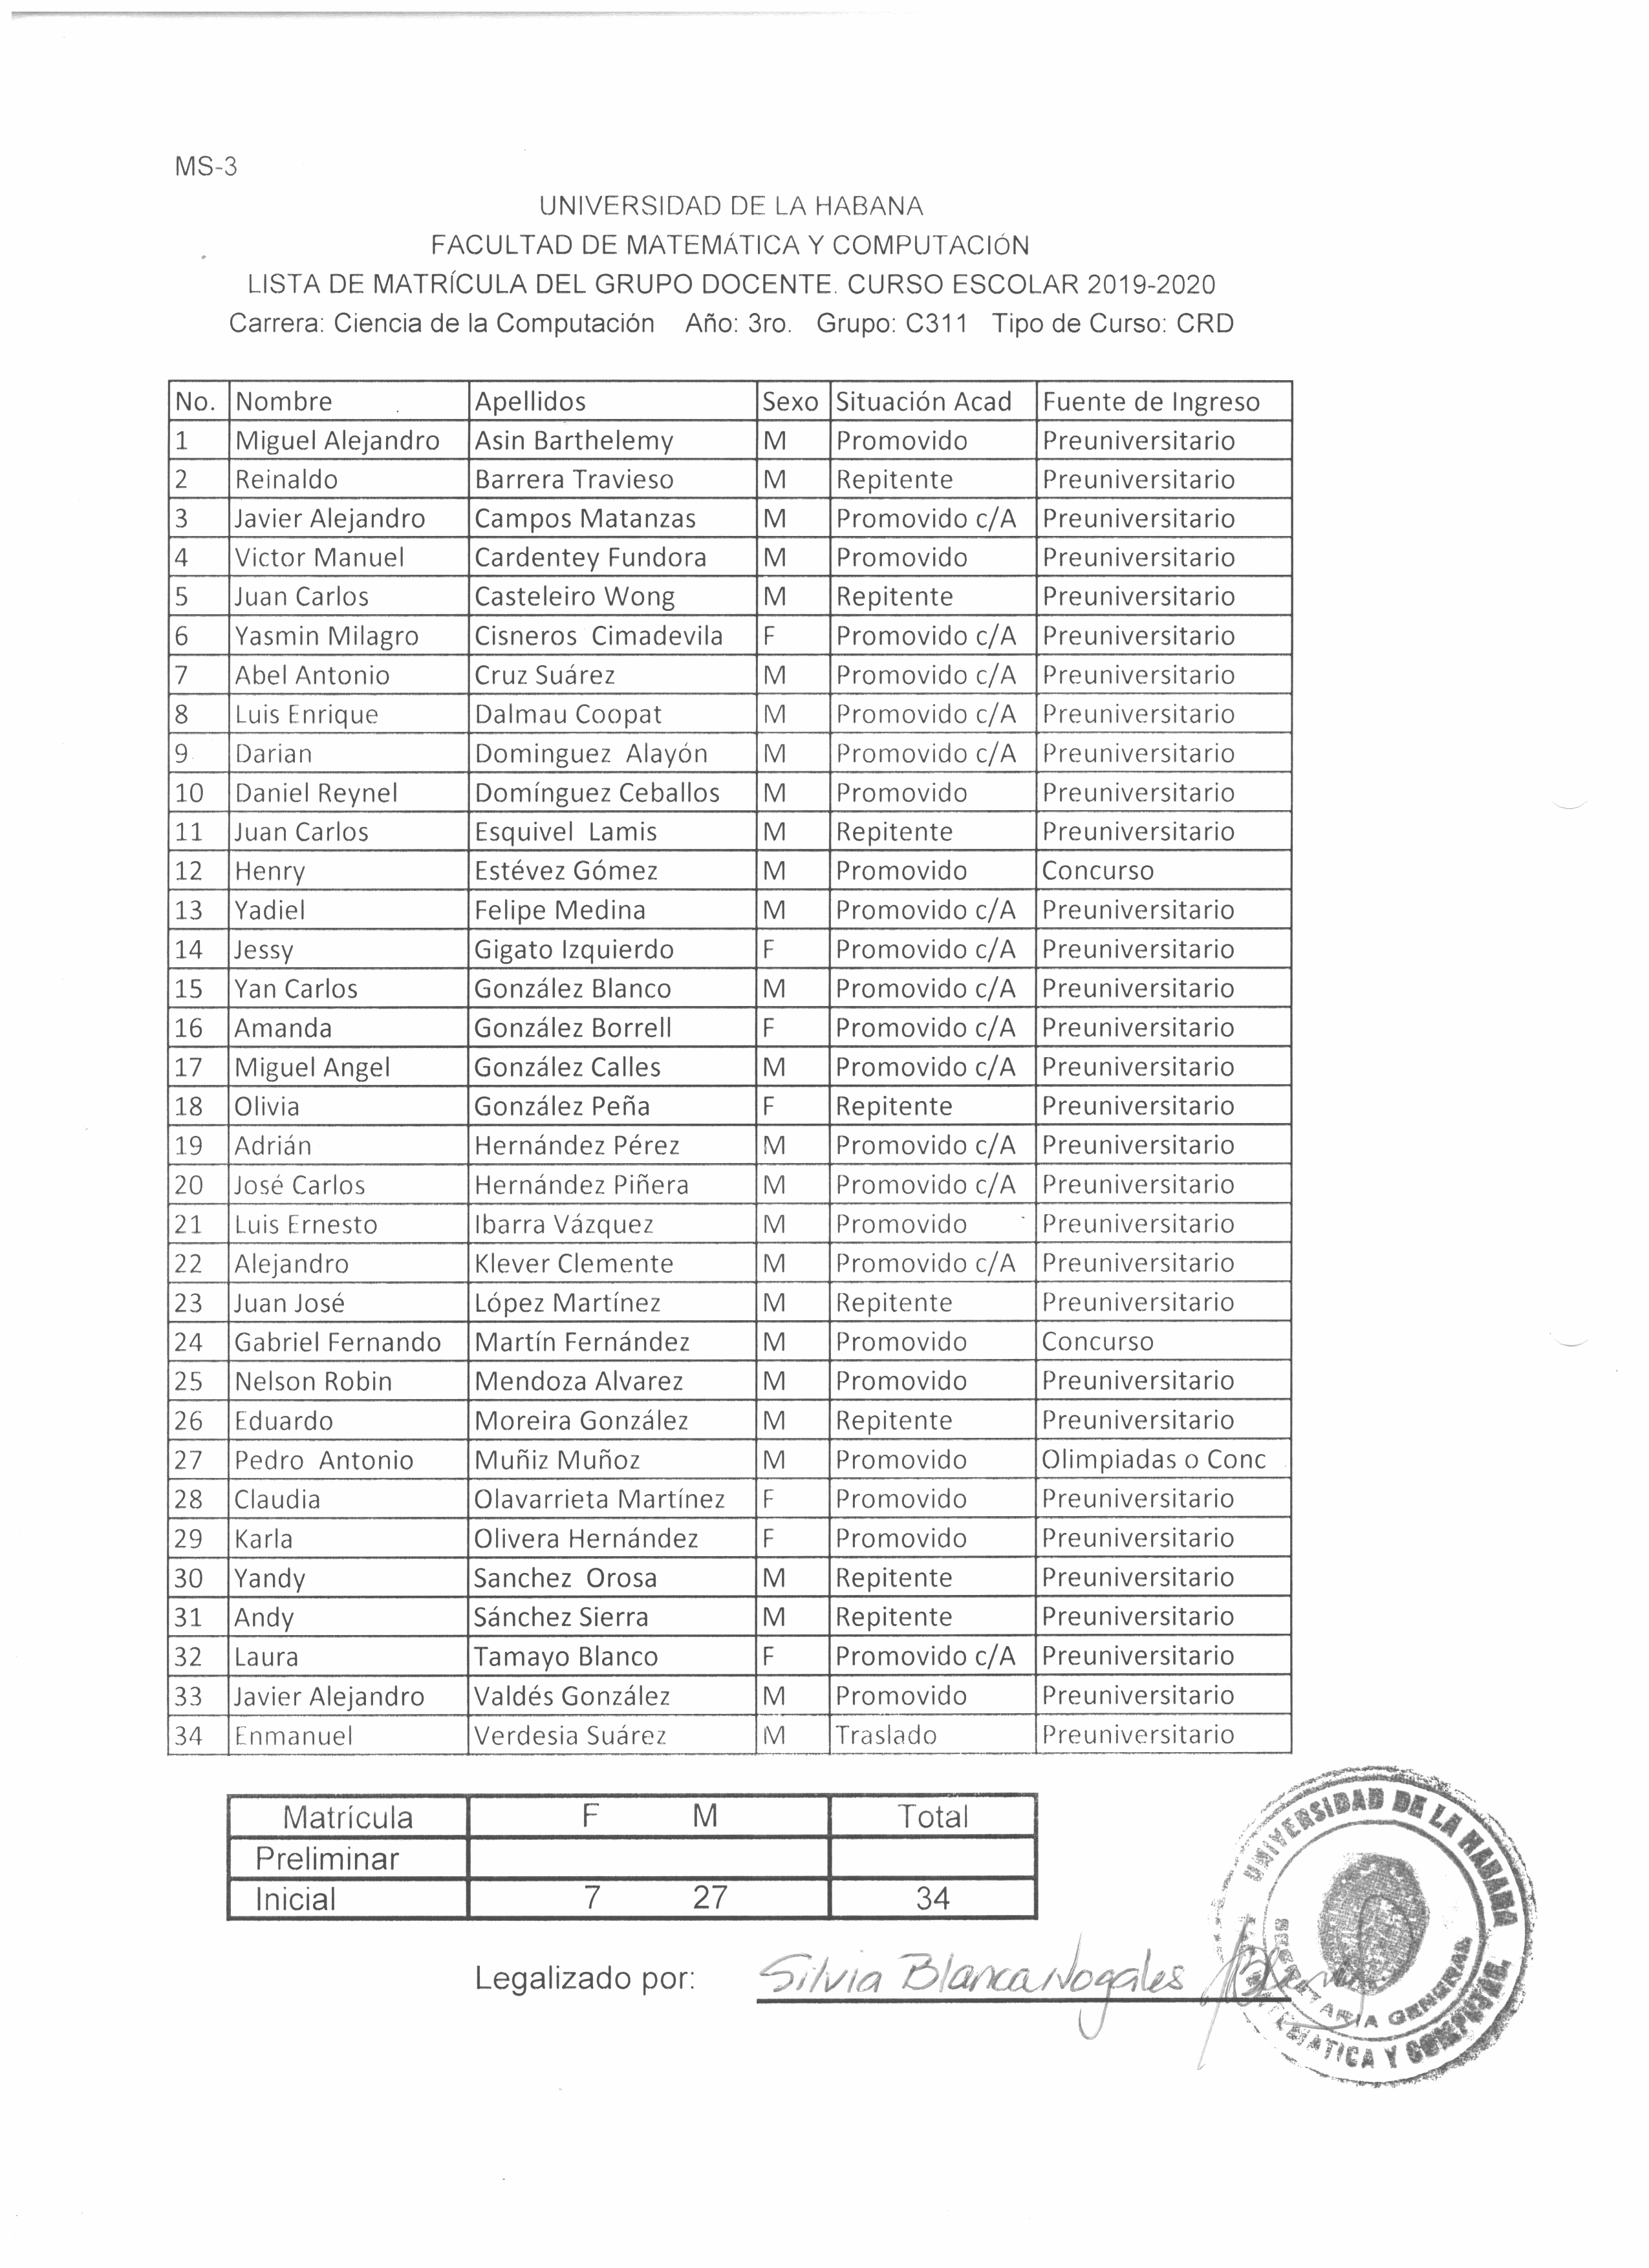 MS-3
UNIVERSIDAD DE LA HABANA
FACULTAD DE MATEMÁTICA Y COMPUTACIÓN
LISTA DE MATRÍCULA DEL GRUPO DOCENTE. CURSO ESCOLAR 2019-2020
Carrera: Ciencia de la Computación Año: 3ro. Grupo: C311 Tipo de Curso: CRD
No. Nombre Apellidos Sexo Situación Acad Fuente de Ingreso
1 Miguel Alejandro Asin Barthelemy M Promovido Preuniversitario
2 Reinaldo Barrera Travieso M Repitente Preuniversitario
3 Javier Alejandro Campos Matanzas M Promovido c/A Preuniversitario
4 Victor Manuel Cardentey Fundora M Promovido Preuniversitario
5 Juan Carlos Casteleiro Wong M Repitente Preuniversitario
6 Yasmin Milagro Cisneros Cimadevila F Promovido c/A Preuniversitario
7 Abel Antonio Cruz Suárez M Promovido c/A Preuniversitario
8 Luis Enrique Dalmau Coopat M Promovido c/A Preuniversitario
9 Darian Dominguez Alayón M Promovido c/A Preuniversitario
10 Daniel Reynel Domínguez Ceballos M Promovido Preuniversitario
11 Juan Carlos Esquivel Lamis M Repitente Preuniversitario
12 Henry Estévez Gómez M Promovido Concurso
13 Yadiel Felipe Medina M Promovido c/A Preuniversitario
14 Jessy Gigato Izquierdo F Promovido c/A Preuniversitario
15 Yan Carlos González Blanco M Promovido c/A Preuniversitario
16 Amanda González Borrell F Promovido c/A Preuniversitario
17 Miguel Angel González Calles M Promovido c/A Preuniversitario
18 Olivia González Peña F Repitente Preuniversitario
19 Adrián Hernández Pérez M Promovido c/A Preuniversitario
20 José Carlos Hernández Piñera M Promovido c/A Preuniversitario
21 Luis Ernesto Ibarra Vázquez M Promovido Preuniversitario
22 Alejandro Klever Clemente M Promovido c/A Preuniversitario
23 Juan José López Martínez M Repitente Preuniversitario
24 Gabriel Fernando Martín Fernández M Promovido Concurso
25 Nelson Robin Mendoza Alvarez M Promovido Preuniversitario
26 Eduardo Moreira González M Repitente Preuniversitario
27 Pedro Antonio Muñiz Muñoz M Promovido Olimpiadas o Conc
28 Claudia Olavarrieta Martínez F Promovido Preuniversitario
29 Karla Olivera Hernández F Promovido Preuniversitario
30 Yandy Sanchez Orosa M Repitente Preuniversitario
31 Andy Sánchez Sierra M Repitente Preuniversitario
32 Laura Tamayo Blanco F Promovido c/A Preuniversitario
33 Javier Alejandro Valdés González M Promovido Preuniversitario
34 Enmanuel Verdesia Suárez M Traslado Preuniversitario
Matrícula F M Total
Preliminar
Inicial 7 27 34
Legalizado por: Silvia Blanca Nogales
UNIVERSIDAD DE LA HABANA
SECRETARIA GENERAL
MATEMATICA Y COMPUTAC.